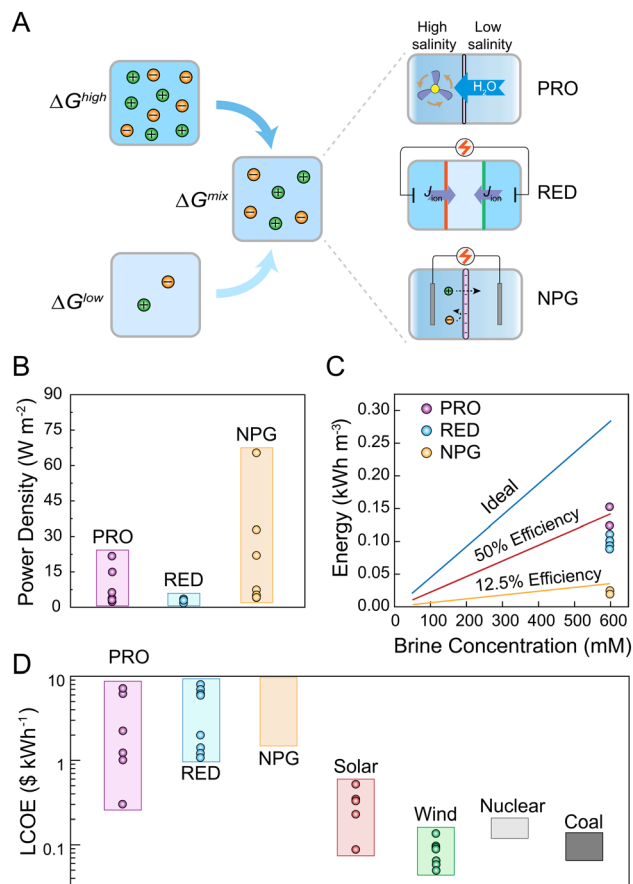 A
High salinity
Low salinity
ΔG^high
ΔG^mix
ΔG^low
H₂O
PRO
J_ion
J_ion
RED
NPG
B
Power Density (W m⁻²)
90
75
60
45
30
15
0
PRO
RED
NPG
C
Energy (kWh m⁻³)
0.30
0.25
0.20
0.15
0.10
0.05
0.00
PRO
RED
NPG
Ideal
50% Efficiency
12.5% Efficiency
0 100 200 300 400 500 600
Brine Concentration (mM)
D
LCOE ($ kWh⁻¹)
10
1
0.1
PRO
RED
NPG
Solar
Wind
Nuclear
Coal